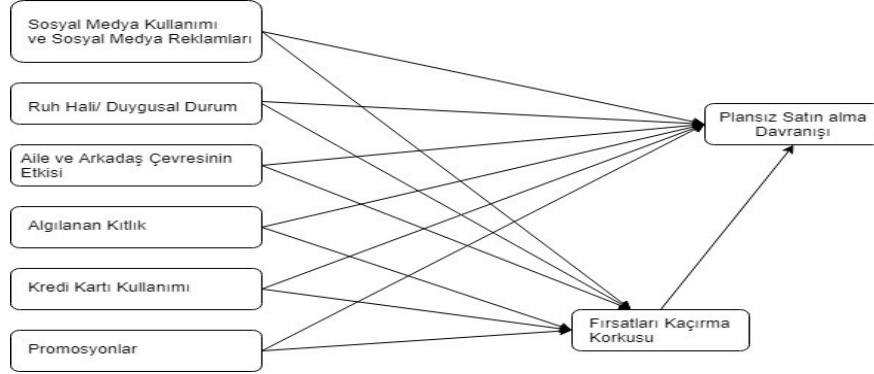 Sosyal Medya Kullanımı
ve Sosyal Medya Reklamları
Ruh Hali/ Duygusal Durum
Aile ve Arkadaş Çevresinin
Etkisi
Algılanan Kıtlık
Kredi Kartı Kullanımı
Promosyonlar
Plansız Satın alma
Davranışı
Fırsatları Kaçırma
Korkusu